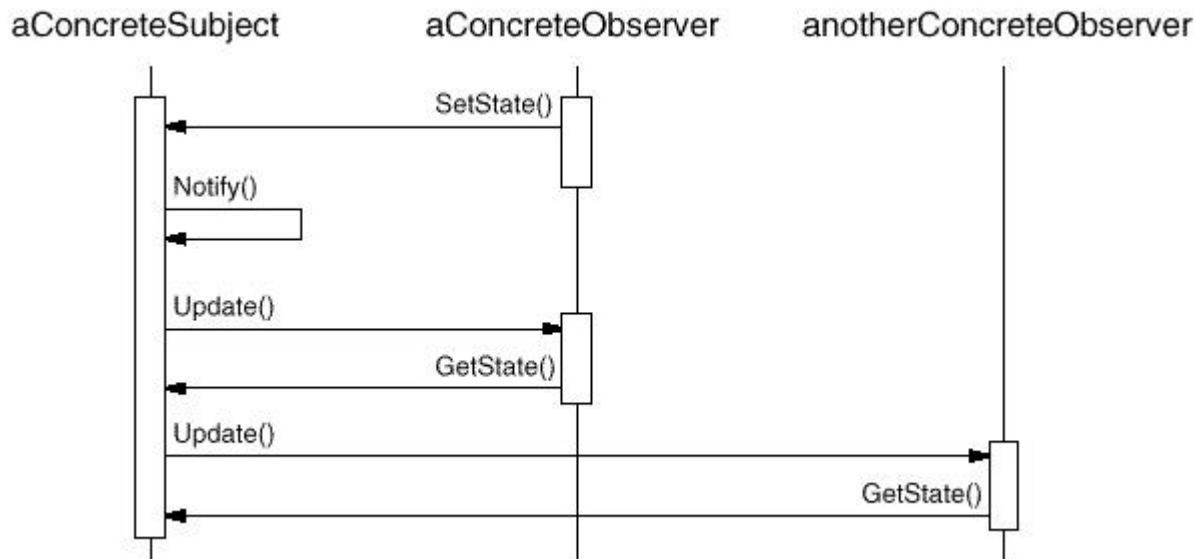 aConcreteSubject aConcreteObserver anotherConcreteObserver
SetState()
Notify()
Update()
GetState()
Update()
GetState()